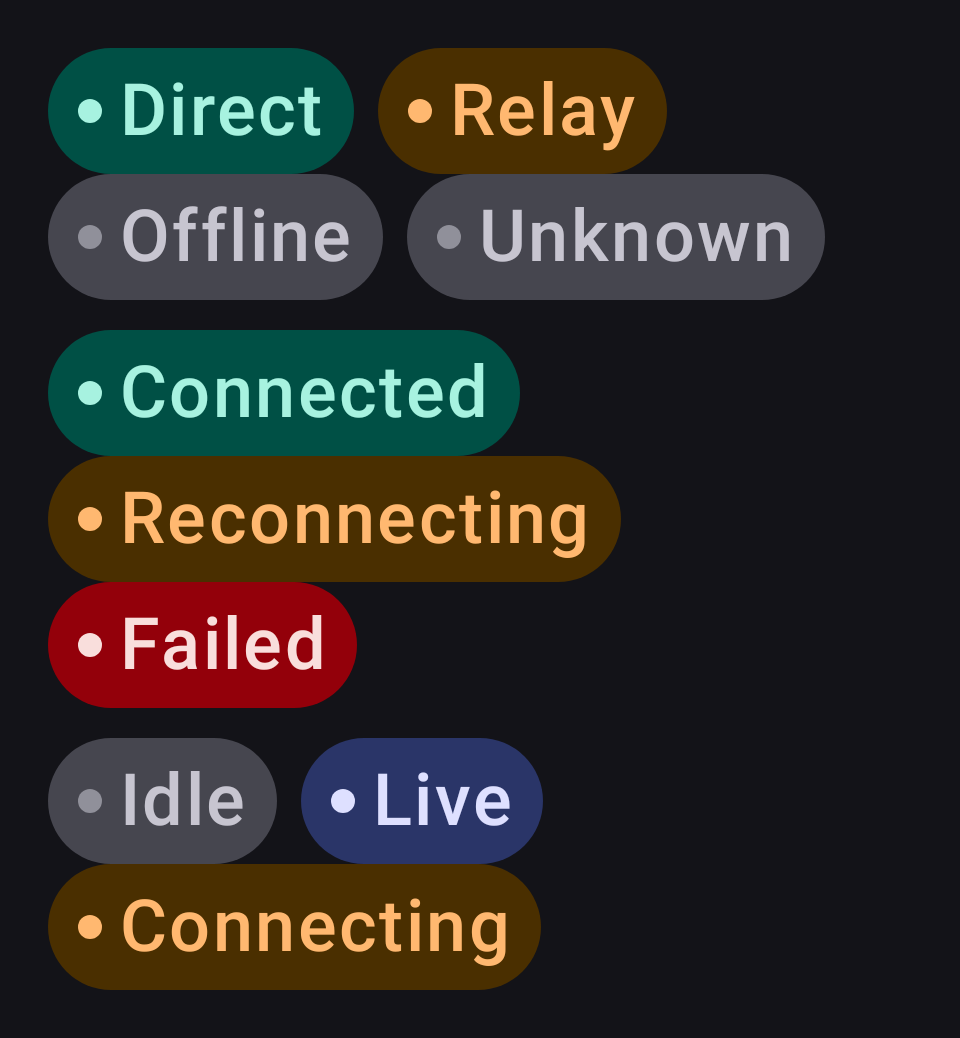 Direct Relay
Offline Unknown
Connected
Reconnecting
Failed
Idle Live
Connecting